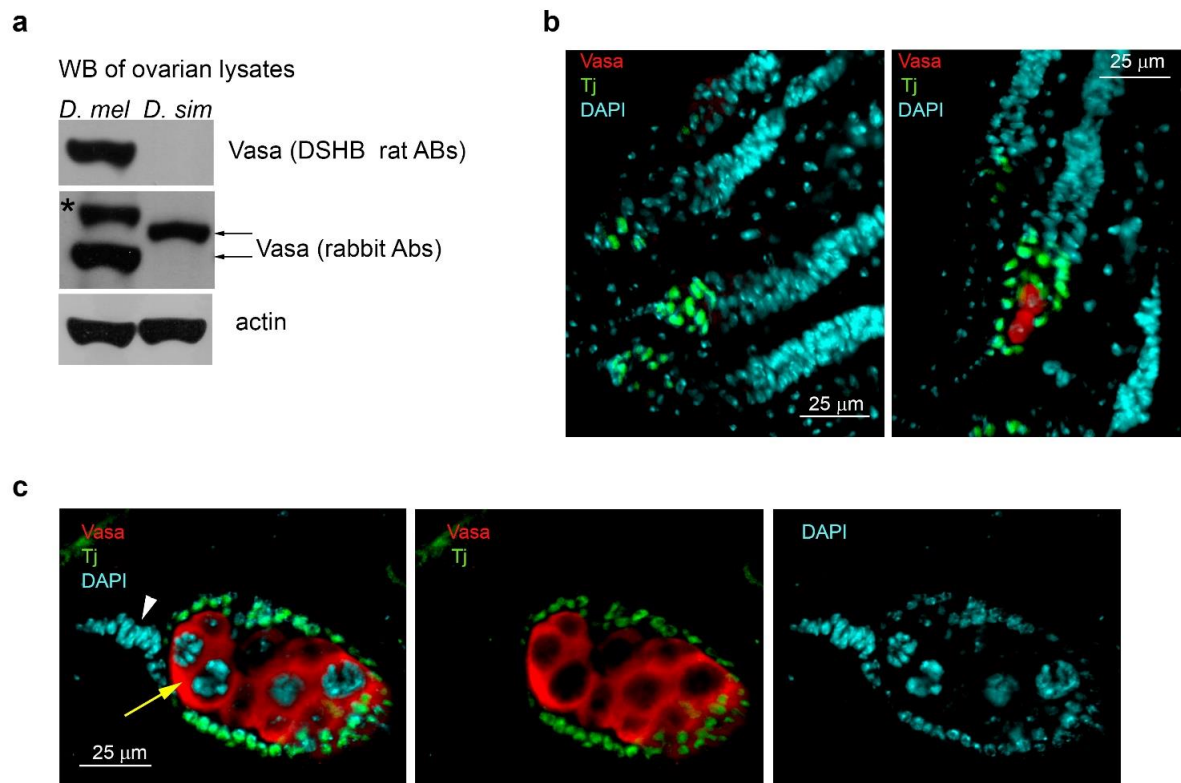 a
WB of ovarian lysates
D. mel D. sim
Vasa (DSHB rat ABs)
*
Vasa (rabbit Abs)
actin
b
Vasa
Tj
DAPI
25 μm
Vasa
Tj
DAPI
25 μm
c
Vasa
Tj
DAPI
25 μm
Vasa
Tj
DAPI